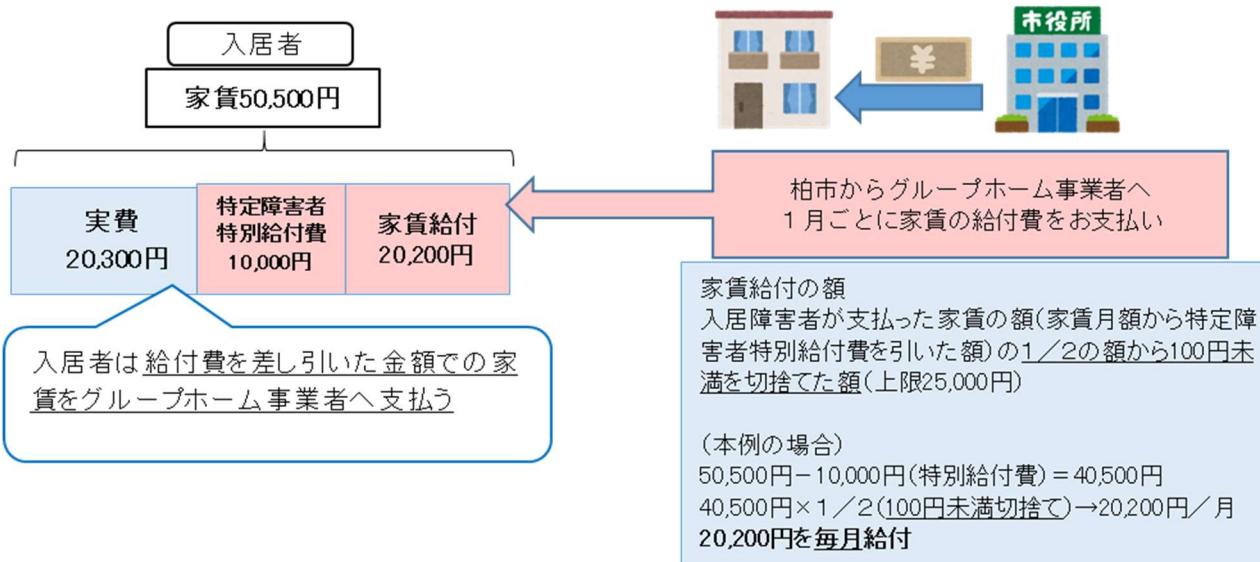 入居者
家賃50,500円
実費
20,300円
特定障害者
特別給付費
10,000円
家賃給付
20,200円
入居者は給付費を差し引いた金額での家
賃をグループホーム事業者へ支払う
市役所
¥
柏市からグループホーム事業者へ
1月ごとに家賃の給付費をお支払い
家賃給付の額
入居障害者が支払った家賃の額(家賃月額から特定障
害者特別給付費を引いた額)の1/2の額から100円未
満を切捨てた額(上限25,000円)
(本例の場合)
50,500円-10,000円(特別給付費)=40,500円
40,500円×1/2(100円未満切捨て)→20,200円/月
20,200円を毎月給付